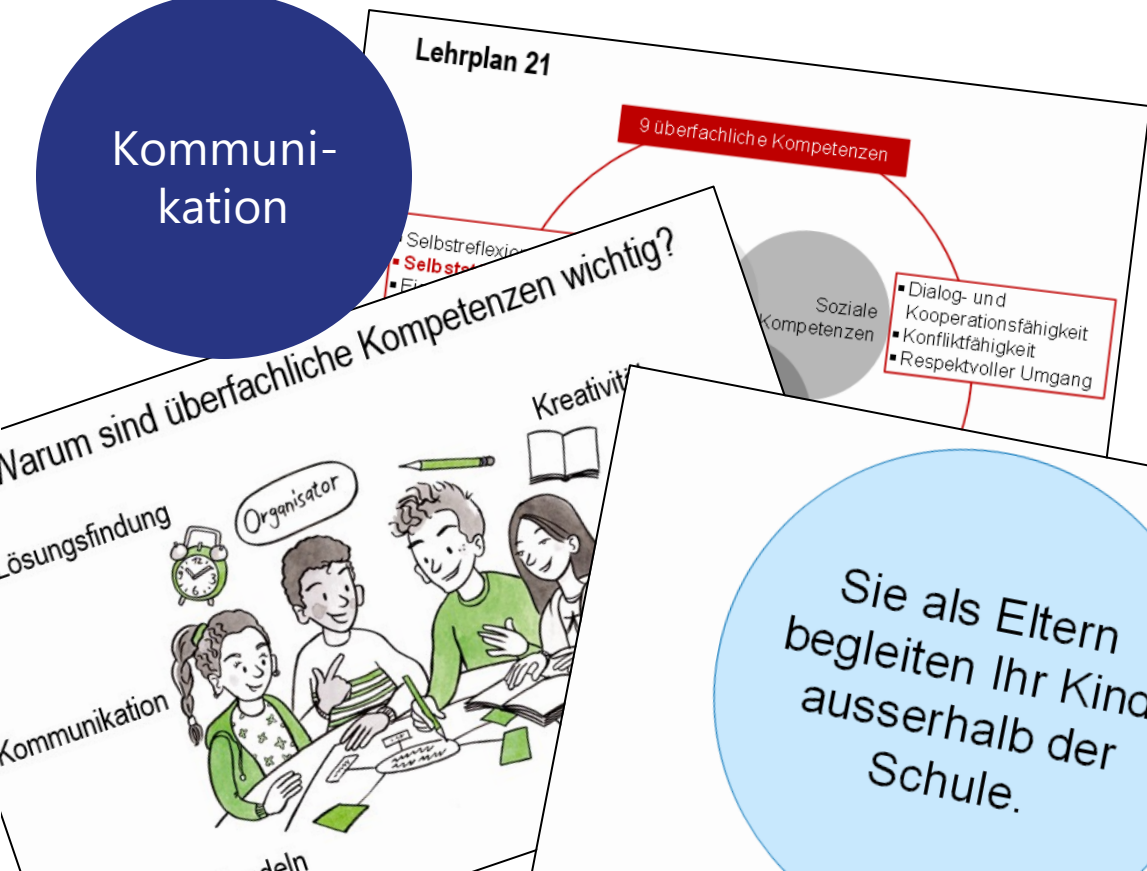 Kommuni-
kation
Lehrplan 21
9 überfachliche Kompetenzen
Soziale
Kompetenzen
Dialog- und
Kooperationsfähigkeit
Konfliktfähigkeit
Respektvoller Umgang
Warum sind überfachliche Kompetenzen wichtig?
Lösungsfindung
Organisator
Kommunikation
Sie als Eltern
begleiten Ihr Kind
ausserhalb der
Schule.